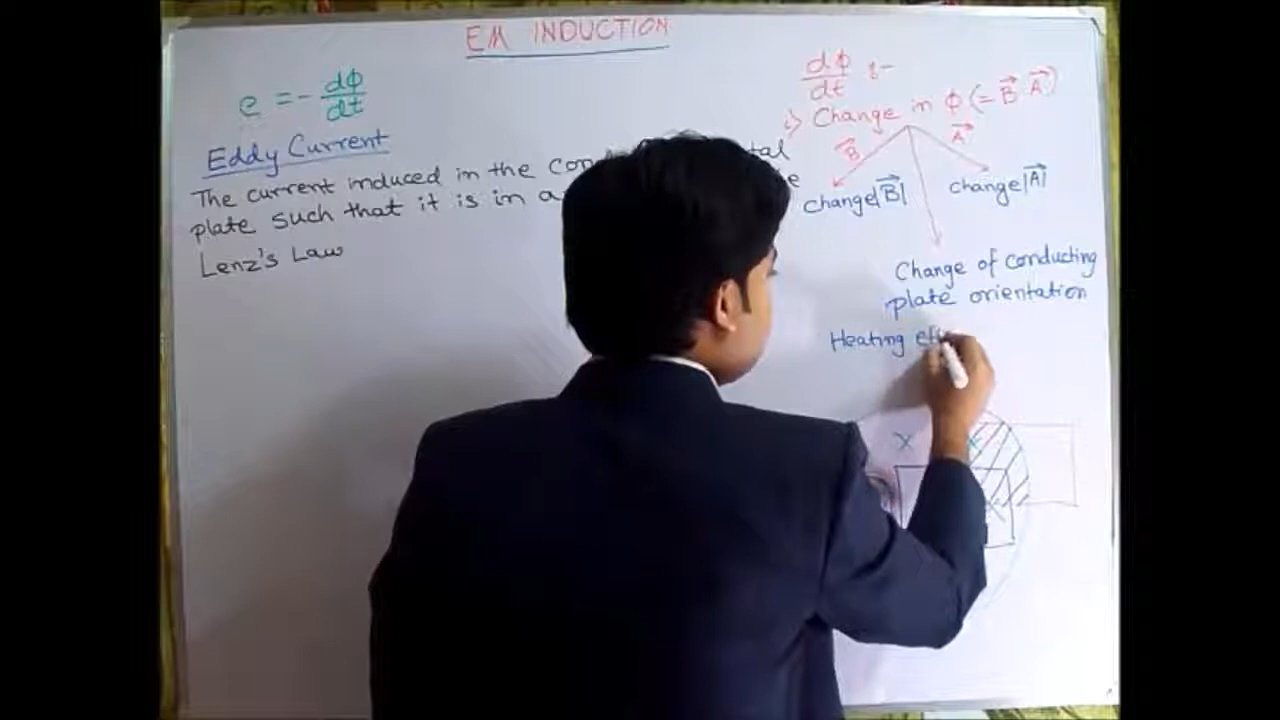 EM INDUCTION
e = - dϕ/dt
Eddy Current
The current induced in the
plate such that it is in a
Lenz's Law
dϕ/dt :-
i) Change in ϕ (= B⃗ A⃗)
B⃗
A⃗
change|B⃗|
change|A⃗|
Change of conducting
plate orientation
Heating
x